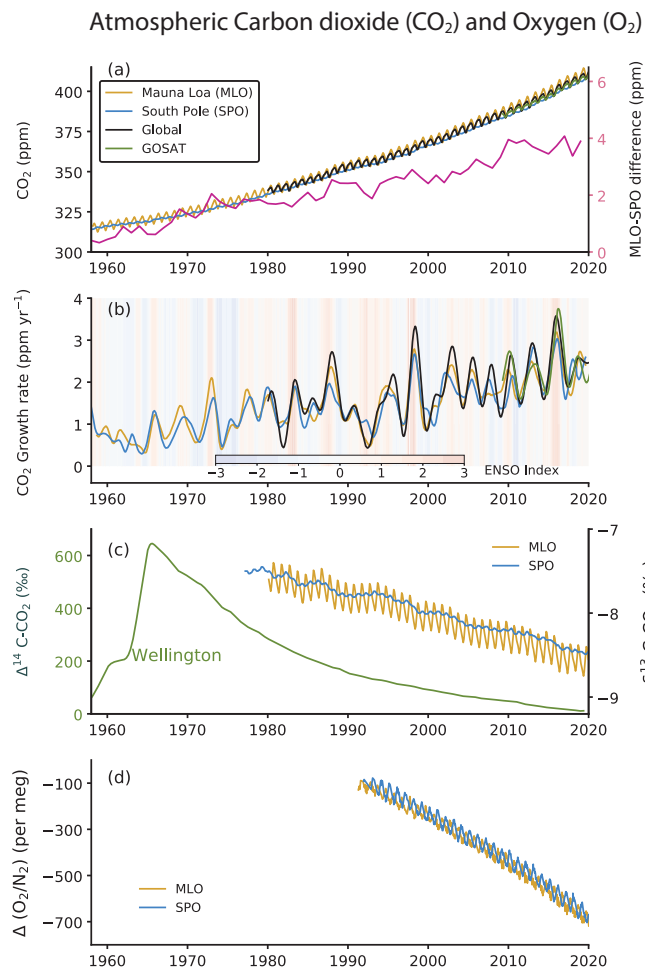 Atmospheric Carbon dioxide (CO₂) and Oxygen (O₂)
(a)
Mauna Loa (MLO)
South Pole (SPO)
Global
GOSAT
CO₂ (ppm)
400
375
350
325
300
MLO-SPO difference (ppm)
6
4
2
0
1960 1970 1980 1990 2000 2010 2020
(b)
CO₂ Growth rate (ppm yr⁻¹)
4
3
2
1
0
−3 −2 −1 0 1 2 3 ENSO Index
1960 1970 1980 1990 2000 2010 2020
(c)
Δ¹⁴ C-CO₂ (‰)
600
400
200
0
MLO
SPO
Wellington
−7
−8
−9
1960 1970 1980 1990 2000 2010 2020
(d)
Δ (O₂/N₂) (per meg)
−100
−300
−500
−700
MLO
SPO
1960 1970 1980 1990 2000 2010 2020